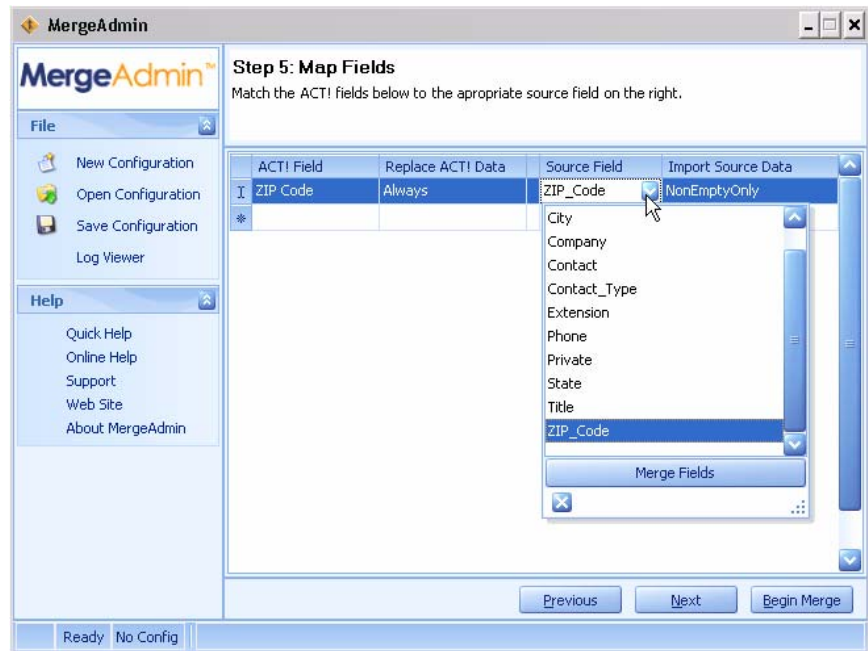 MergeAdmin
MergeAdmin™
File
New Configuration
Open Configuration
Save Configuration
Log Viewer
Help
Quick Help
Online Help
Support
Web Site
About MergeAdmin
Step 5: Map Fields
Match the ACT! fields below to the apropriate source field on the right.
ACT! Field Replace ACT! Data Source Field Import Source Data
ZIP Code Always ZIP_Code NonEmptyOnly
City
Company
Contact
Contact_Type
Extension
Phone
Private
State
Title
ZIP_Code
Merge Fields
Previous Next Begin Merge
Ready No Config